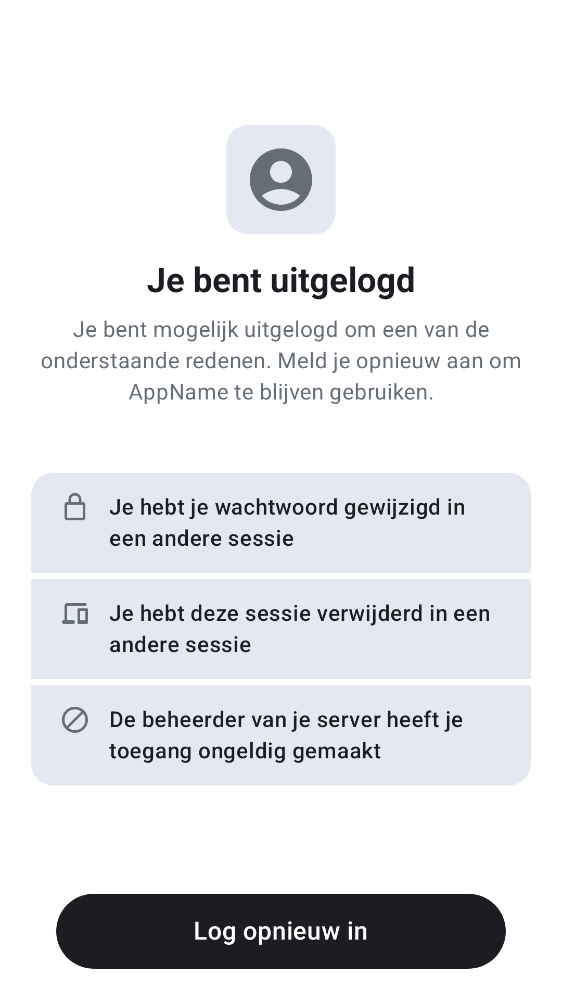 Je bent uitgelogd
Je bent mogelijk uitgelogd om een van de
onderstaande redenen. Meld je opnieuw aan om
AppName te blijven gebruiken.
Je hebt je wachtwoord gewijzigd in
een andere sessie
Je hebt deze sessie verwijderd in een
andere sessie
De beheerder van je server heeft je
toegang ongeldig gemaakt
Log opnieuw in